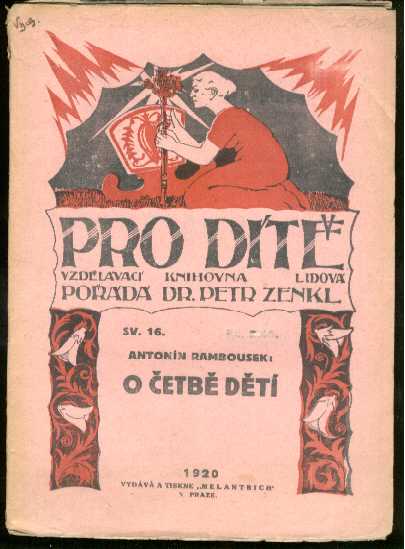 PRO DÍTĚ
VZDĚLAVACÍ KNIHOVNA LIDOVÁ
POŘÁDÁ DR. PETR ZENKL
SV. 16.
ANTONÍN RAMBOUSEK:
O ČETBĚ DĚTÍ
1920
VYDÁVÁ A TISKNE „MELANTRICH"
V PRAZE.